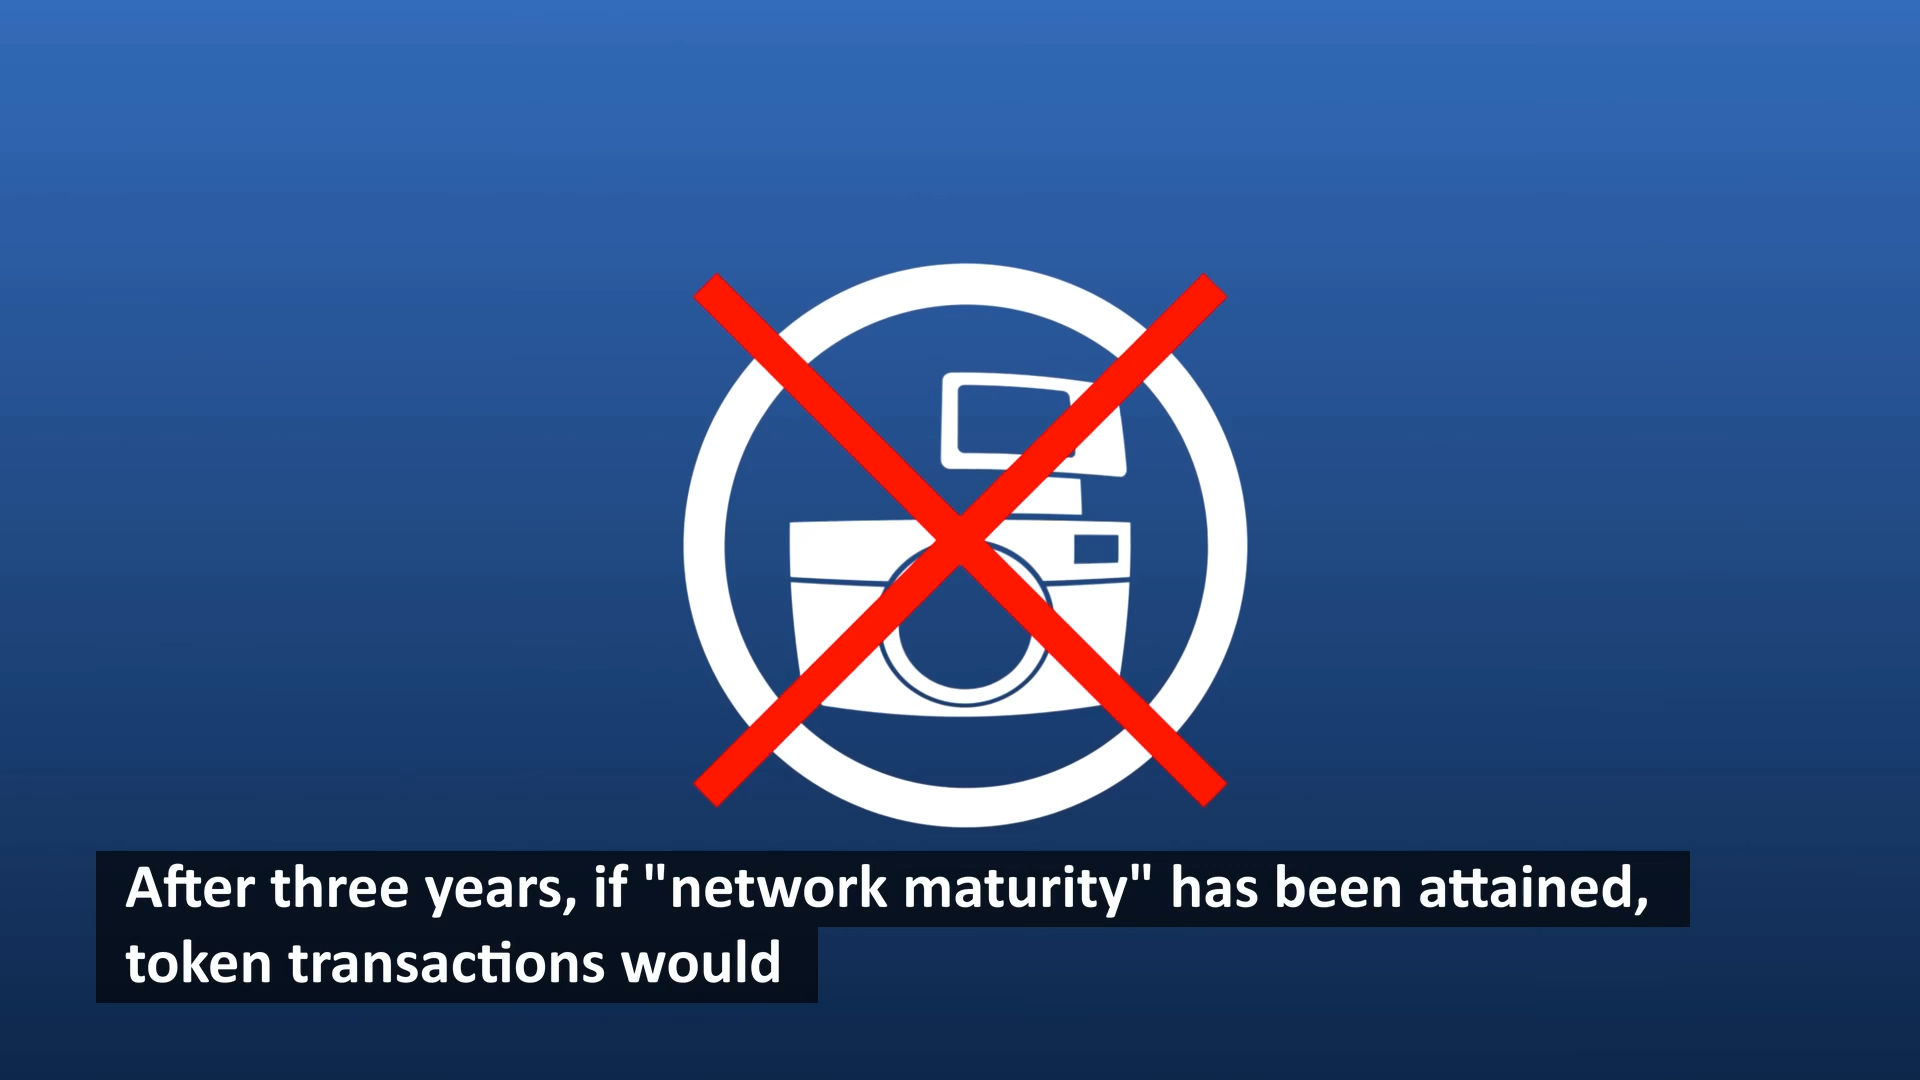 After three years, if "network maturity" has been attained,
token transactions would